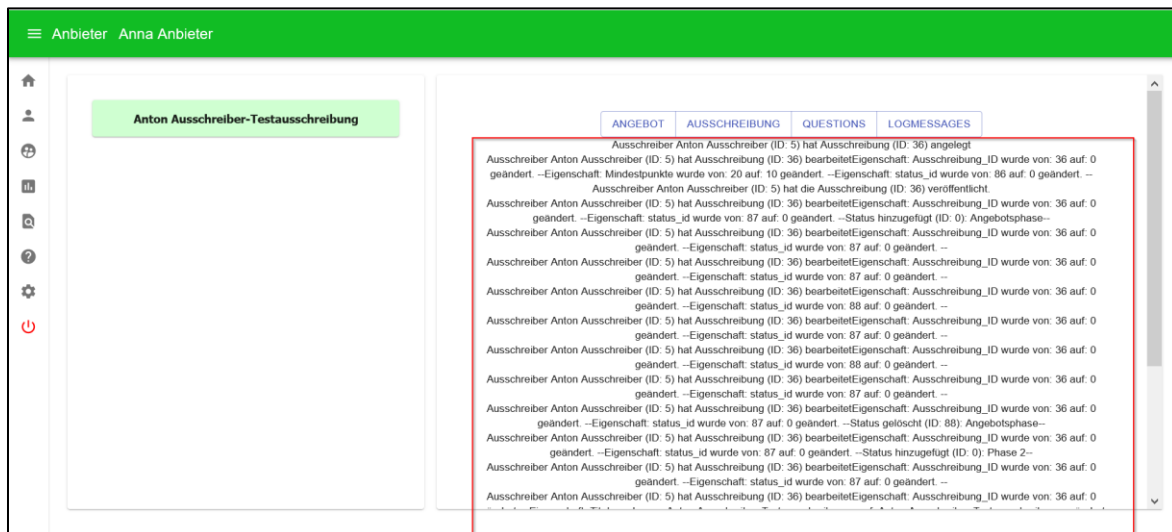 Anbieter Anna Anbieter
Anton Ausschreiber-Testausschreibung
ANGEBOT AUSSCHREIBUNG QUESTIONS LOGMESSAGES
Ausschreiber Anton Ausschreiber (ID: 5) hat Ausschreibung (ID: 36) angelegt
Ausschreiber Anton Ausschreiber (ID: 5) hat Ausschreibung (ID: 36) bearbeitetEigenschaft: Ausschreibung_ID wurde von: 36 auf: 0
geändert. --Eigenschaft: Mindestpunkte wurde von: 20 auf: 10 geändert. --Eigenschaft: status_id wurde von: 86 auf: 0 geändert. --
Ausschreiber Anton Ausschreiber (ID: 5) hat die Ausschreibung (ID: 36) veröffentlicht.
Ausschreiber Anton Ausschreiber (ID: 5) hat Ausschreibung (ID: 36) bearbeitetEigenschaft: Ausschreibung_ID wurde von: 36 auf: 0
geändert. --Eigenschaft: status_id wurde von: 87 auf: 0 geändert. --Status hinzugefügt (ID: 0): Angebotsphase--
Ausschreiber Anton Ausschreiber (ID: 5) hat Ausschreibung (ID: 36) bearbeitetEigenschaft: Ausschreibung_ID wurde von: 36 auf: 0
geändert. --Eigenschaft: status_id wurde von: 87 auf: 0 geändert. --
Ausschreiber Anton Ausschreiber (ID: 5) hat Ausschreibung (ID: 36) bearbeitetEigenschaft: Ausschreibung_ID wurde von: 36 auf: 0
geändert. --Eigenschaft: status_id wurde von: 87 auf: 0 geändert. --
Ausschreiber Anton Ausschreiber (ID: 5) hat Ausschreibung (ID: 36) bearbeitetEigenschaft: Ausschreibung_ID wurde von: 36 auf: 0
geändert. --Eigenschaft: status_id wurde von: 88 auf: 0 geändert. --
Ausschreiber Anton Ausschreiber (ID: 5) hat Ausschreibung (ID: 36) bearbeitetEigenschaft: Ausschreibung_ID wurde von: 36 auf: 0
geändert. --Eigenschaft: status_id wurde von: 87 auf: 0 geändert. --
Ausschreiber Anton Ausschreiber (ID: 5) hat Ausschreibung (ID: 36) bearbeitetEigenschaft: Ausschreibung_ID wurde von: 36 auf: 0
geändert. --Eigenschaft: status_id wurde von: 88 auf: 0 geändert. --
Ausschreiber Anton Ausschreiber (ID: 5) hat Ausschreibung (ID: 36) bearbeitetEigenschaft: Ausschreibung_ID wurde von: 36 auf: 0
geändert. --Eigenschaft: status_id wurde von: 87 auf: 0 geändert. --
Ausschreiber Anton Ausschreiber (ID: 5) hat Ausschreibung (ID: 36) bearbeitetEigenschaft: Ausschreibung_ID wurde von: 36 auf: 0
geändert. --Eigenschaft: status_id wurde von: 87 auf: 0 geändert. --Status gelöscht (ID: 88): Angebotsphase--
Ausschreiber Anton Ausschreiber (ID: 5) hat Ausschreibung (ID: 36) bearbeitetEigenschaft: Ausschreibung_ID wurde von: 36 auf: 0
geändert. --Eigenschaft: status_id wurde von: 87 auf: 0 geändert. --Status hinzugefügt (ID: 0): Phase 2--
Ausschreiber Anton Ausschreiber (ID: 5) hat Ausschreibung (ID: 36) bearbeitetEigenschaft: Ausschreibung_ID wurde von: 36 auf: 0
geändert. --Eigenschaft: status_id wurde von: 87 auf: 0 geändert. --
Ausschreiber Anton Ausschreiber (ID: 5) hat Ausschreibung (ID: 36) bearbeitetEigenschaft: Ausschreibung_ID wurde von: 36 auf: 0